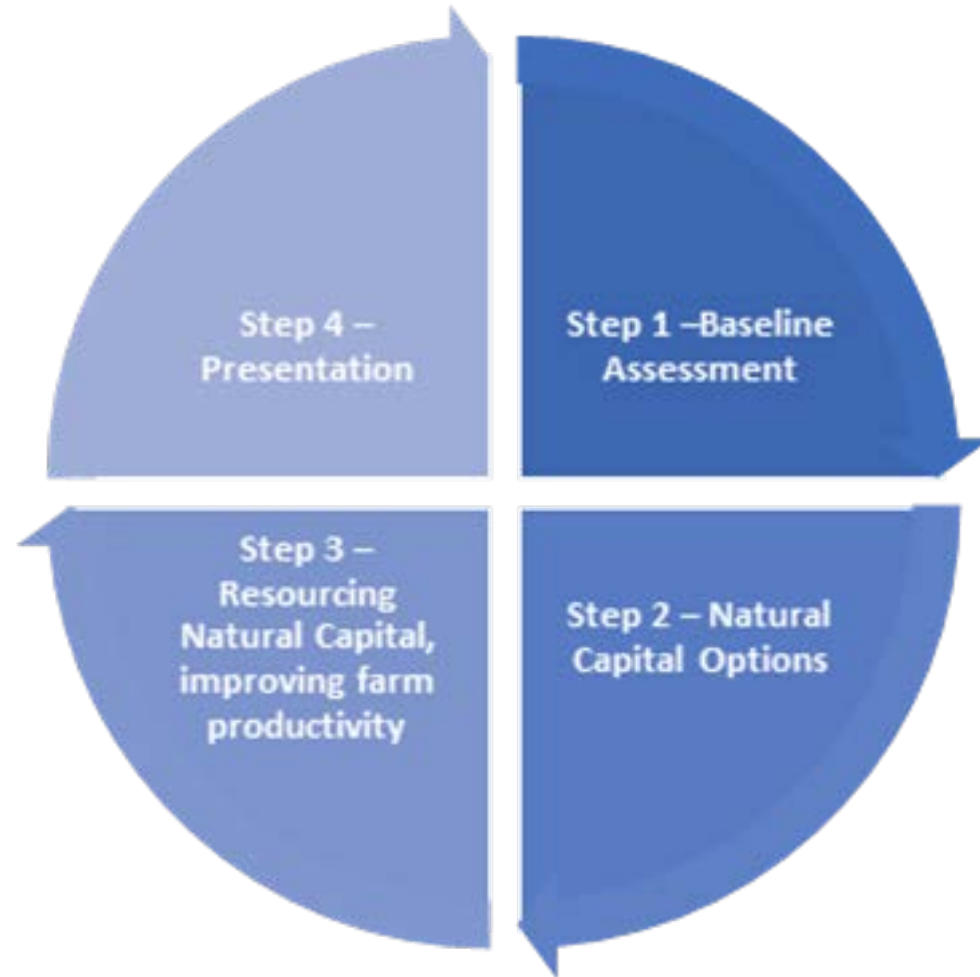 Step 1 –Baseline
Assessment
Step 2 – Natural
Capital Options
Step 3 –
Resourcing
Natural Capital,
improving farm
productivity
Step 4 –
Presentation